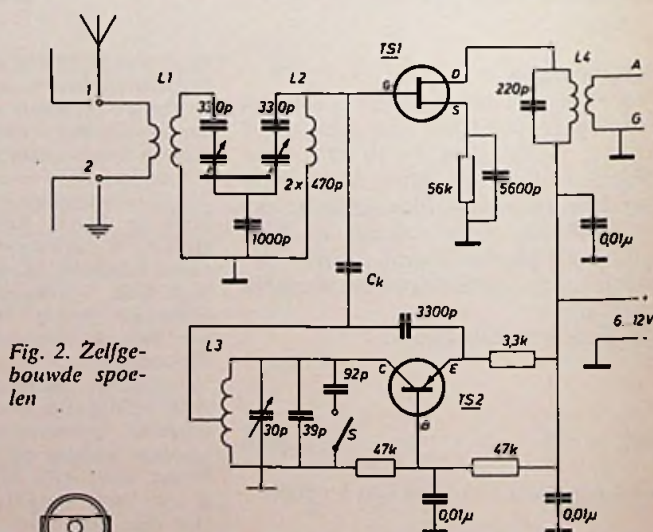 TS1
L4
L1
L2
D
A
1
330p
330p
G
S
220p
G
2
2 x 470p
56k
5600p
1000p
0,01µ
Ck
3300p
6. 12V
L3
Fig. 2. Zelfge-
bouwde spoe-
len
3,3k
92p
C
E
TS2
30p
39p
S
B
47k
47k
0,01µ
0,01µ